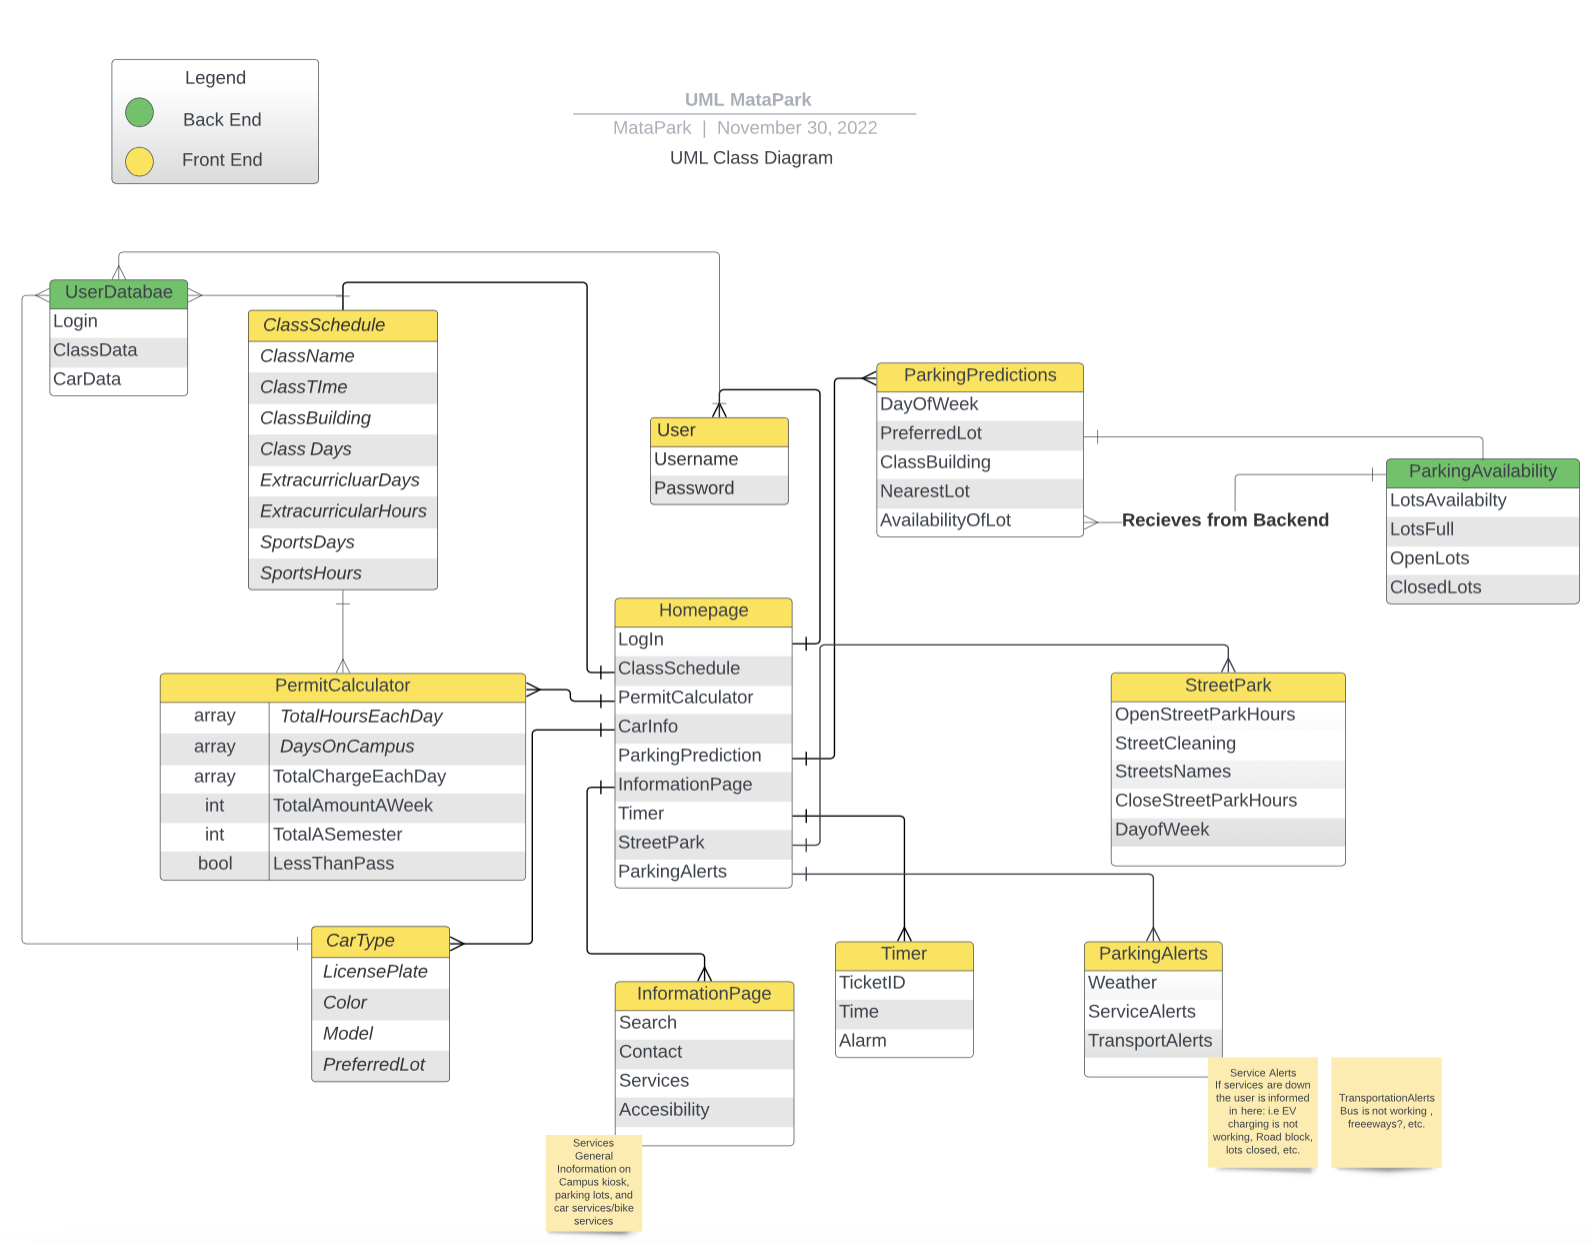 Legend
Back End
Front End
UML MataPark
MataPark | November 30, 2022
UML Class Diagram
UserDatabae
Login
ClassData
CarData
ClassSchedule
ClassName
ClassTIme
ClassBuilding
Class Days
ExtracurricluarDays
ExtracurricularHours
SportsDays
SportsHours
User
Username
Password
ParkingPredictions
DayOfWeek
PreferredLot
ClassBuilding
NearestLot
AvailabilityOfLot
Recieves from Backend
ParkingAvailability
LotsAvailabilty
LotsFull
OpenLots
ClosedLots
Homepage
LogIn
ClassSchedule
PermitCalculator
CarInfo
ParkingPrediction
InformationPage
Timer
StreetPark
ParkingAlerts
PermitCalculator
array TotalHoursEachDay
array DaysOnCampus
array TotalChargeEachDay
int TotalAmountAWeek
int TotalASemester
bool LessThanPass
StreetPark
OpenStreetParkHours
StreetCleaning
StreetsNames
CloseStreetParkHours
DayofWeek
CarType
LicensePlate
Color
Model
PreferredLot
InformationPage
Search
Contact
Services
Accesibility
Timer
TicketID
Time
Alarm
ParkingAlerts
Weather
ServiceAlerts
TransportAlerts
Services
General
Inoformation on
Campus kiosk,
parking lots, and
car services/bike
services
Service Alerts
If services are down
the user is informed
in here: i.e EV
charging is not
working, Road block,
lots closed, etc.
TransportationAlerts
Bus is not working ,
freeeways?, etc.